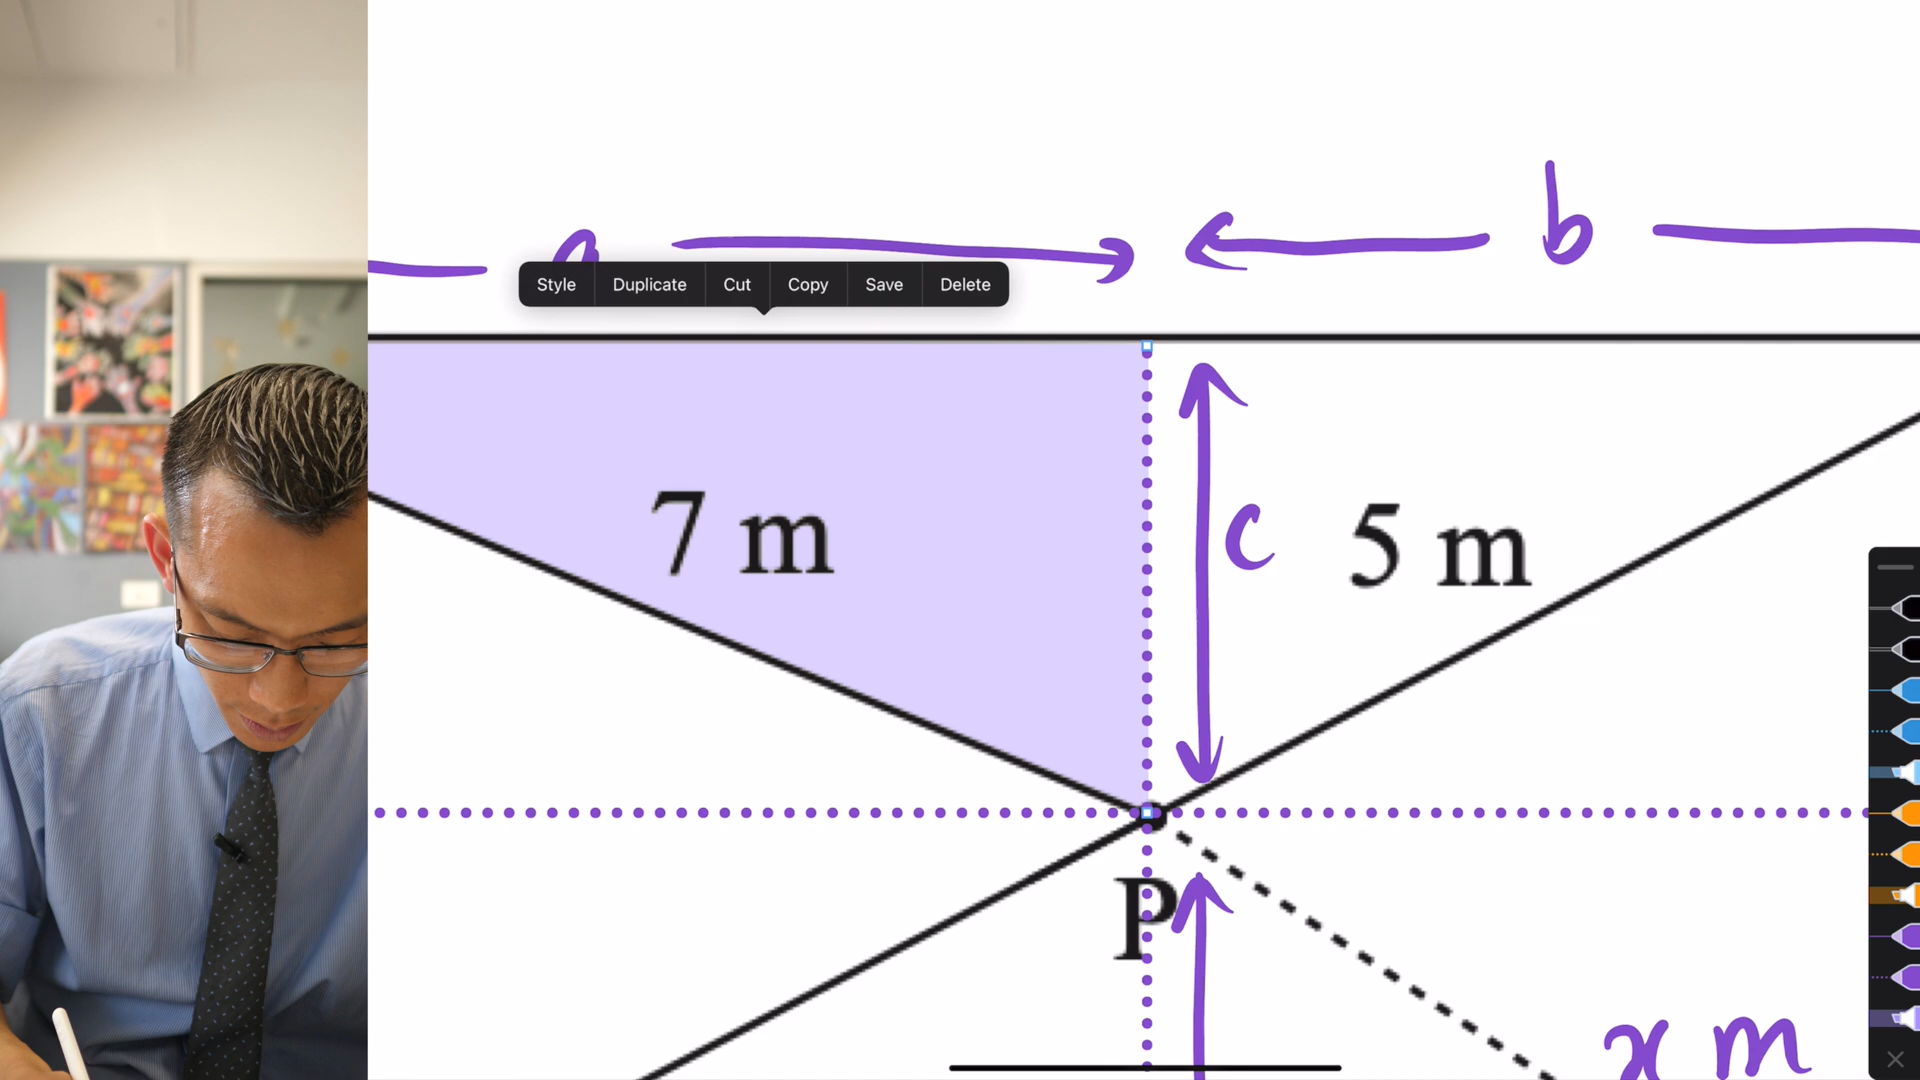 a b
Style Duplicate Cut Copy Save Delete
7 m c 5 m
P
x m